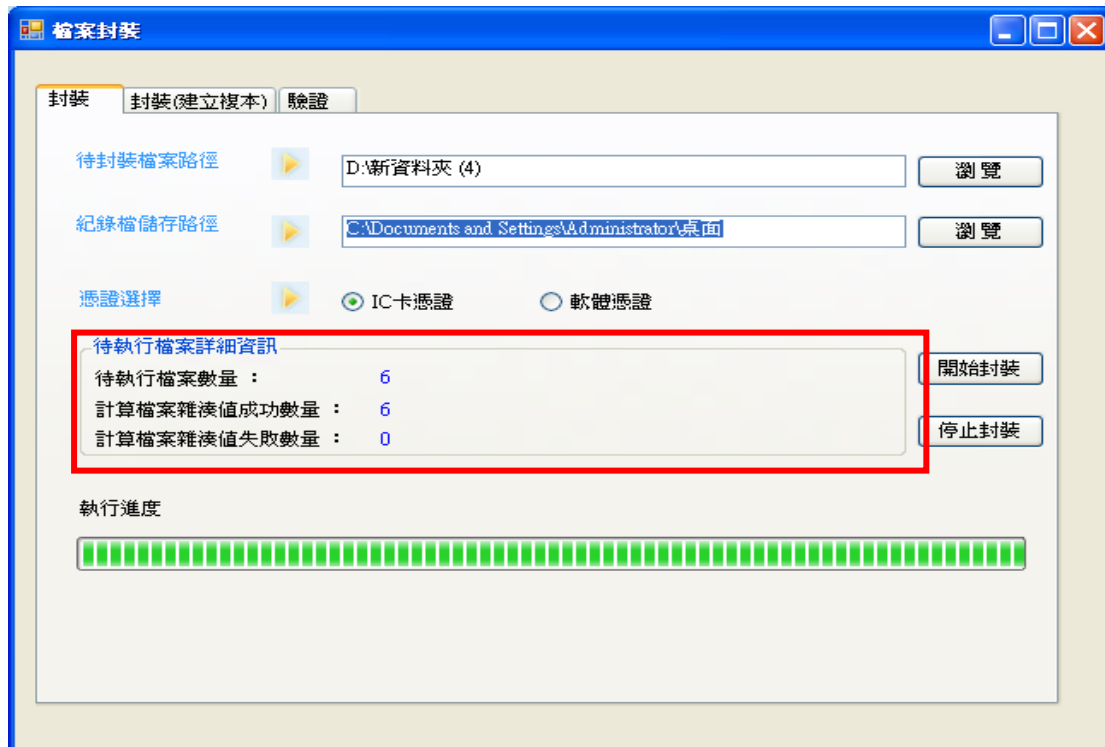 檔案封裝
封裝 封裝(建立複本) 驗證
待封裝檔案路徑 D:\新資料夾 (4) 瀏覽
紀錄檔儲存路徑 C:\Documents and Settings\Administrator\桌面 瀏覽
憑證選擇 IC卡憑證 軟體憑證
待執行檔案詳細資訊
待執行檔案數量 : 6 開始封裝
計算檔案雜湊值成功數量 : 6
計算檔案雜湊值失敗數量 : 0 停止封裝
執行進度